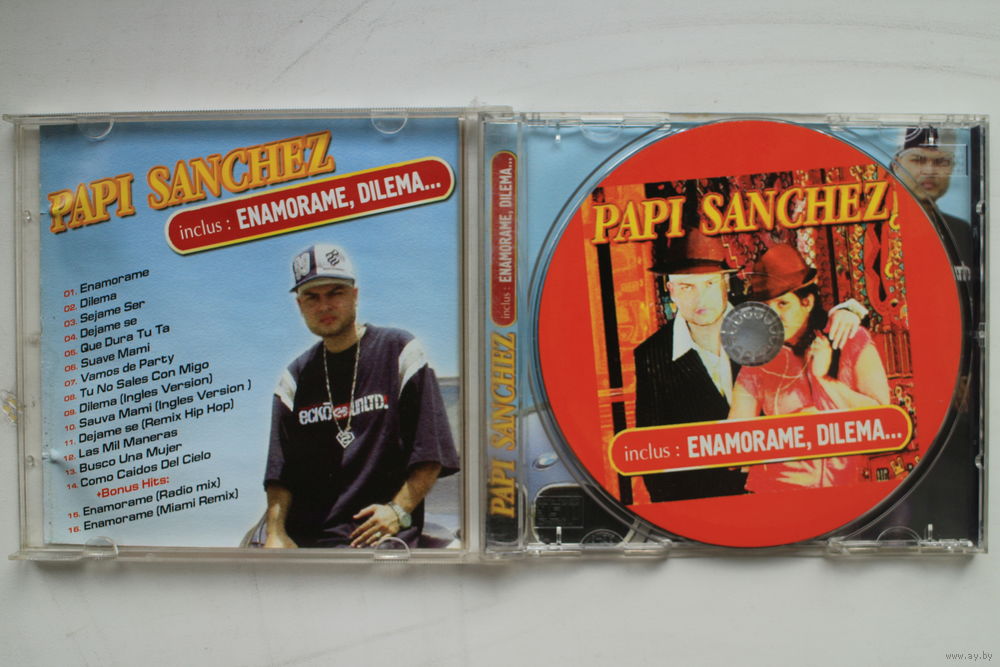 PAPI SANCHEZ
inclus : ENAMORAME, DILEMA...
01. Enamorame
02. Dilema
03. Sejame Ser
04. Dejame se
05. Que Dura Tu Ta
06. Suave Mami
07. Vamos de Party
08. Tu No Sales Con Migo
09. Dilema (Ingles Version)
10. Sauva Mami (Ingles Version )
11. Dejame se (Remix Hip Hop)
12. Las Mil Maneras
13. Busco Una Mujer
14. Como Caidos Del Cielo
+Bonus Hits:
15. Enamorame (Radio mix)
16. Enamorame (Miami Remix)
ecko unltd.
PAPI SANCHEZ
inclus : ENAMORAME, DILEMA...
PAPI SANCHEZ
inclus : ENAMORAME, DILEMA...
www.ay.by